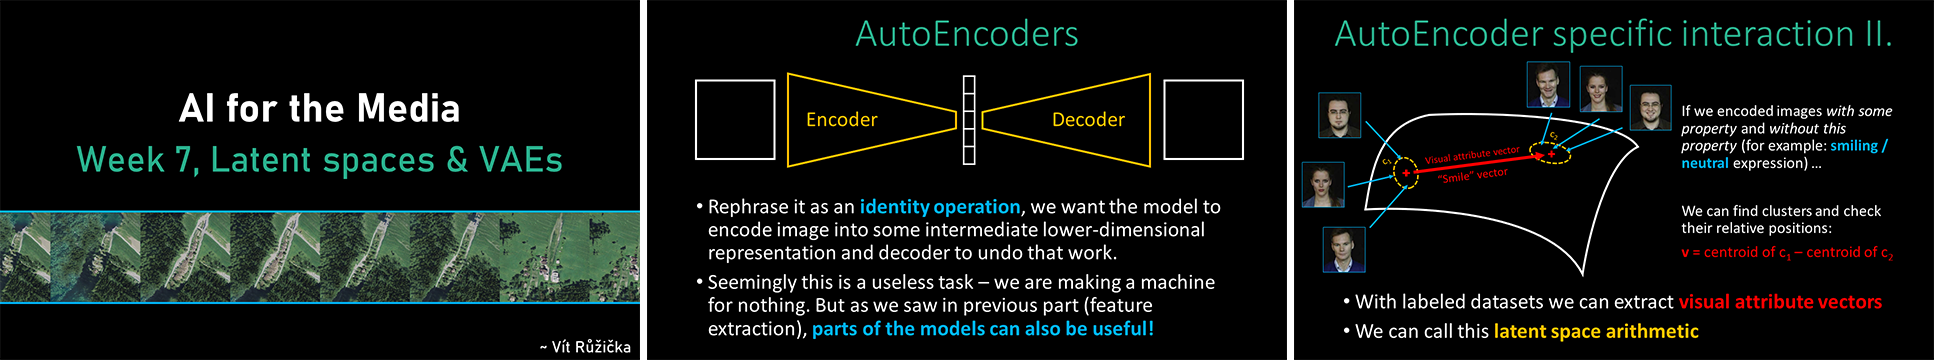 AI for the Media
Week 7, Latent spaces & VAEs
~ Vít Růžička
AutoEncoders
Encoder
Decoder
• Rephrase it as an identity operation, we want the model to
encode image into some intermediate lower-dimensional
representation and decoder to undo that work.
• Seemingly this is a useless task – we are making a machine
for nothing. But as we saw in previous part (feature
extraction), parts of the models can also be useful!
AutoEncoder specific interaction II.
c1
c2
Visual attribute vector
"Smile" vector
If we encoded images with some
property and without this
property (for example: smiling /
neutral expression) ...
We can find clusters and check
their relative positions:
v = centroid of c1 – centroid of c2
• With labeled datasets we can extract visual attribute vectors
• We can call this latent space arithmetic